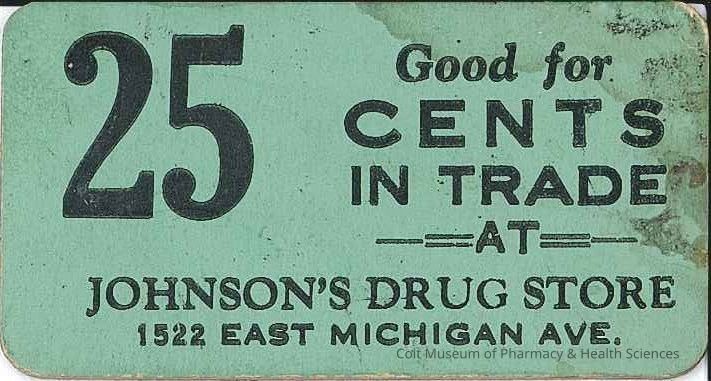 25
Good for
CENTS
IN TRADE
AT
JOHNSON'S DRUG STORE
1522 EAST MICHIGAN AVE.
Colt Museum of Pharmacy & Health Sciences